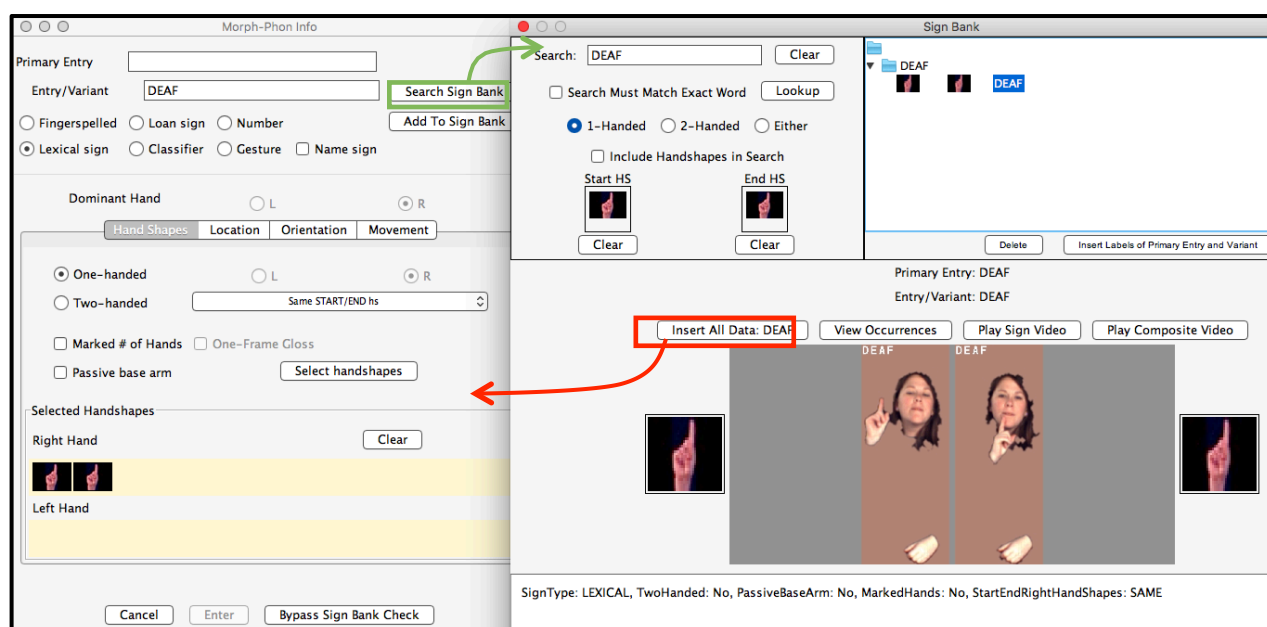 Morph-Phon Info
Primary Entry
Entry/Variant DEAF Search Sign Bank
Fingerspelled Loan sign Number Add To Sign Bank
Lexical sign Classifier Gesture Name sign
Dominant Hand L R
Hand Shapes Location Orientation Movement
One-handed L R
Two-handed Same START/END hs
Marked # of Hands One-Frame Gloss
Passive base arm Select handshapes
Selected Handshapes
Right Hand Clear
Left Hand
Cancel Enter Bypass Sign Bank Check
Sign Bank
Search: DEAF Clear
Search Must Match Exact Word Lookup
1-Handed 2-Handed Either
Include Handshapes in Search
Start HS End HS
Clear Clear
DEAF
DEAF
Delete Insert Labels of Primary Entry and Variant
Primary Entry: DEAF
Entry/Variant: DEAF
Insert All Data: DEAF View Occurrences Play Sign Video Play Composite Video
DEAF DEAF
SignType: LEXICAL, TwoHanded: No, PassiveBaseArm: No, MarkedHands: No, StartEndRightHandShapes: SAME